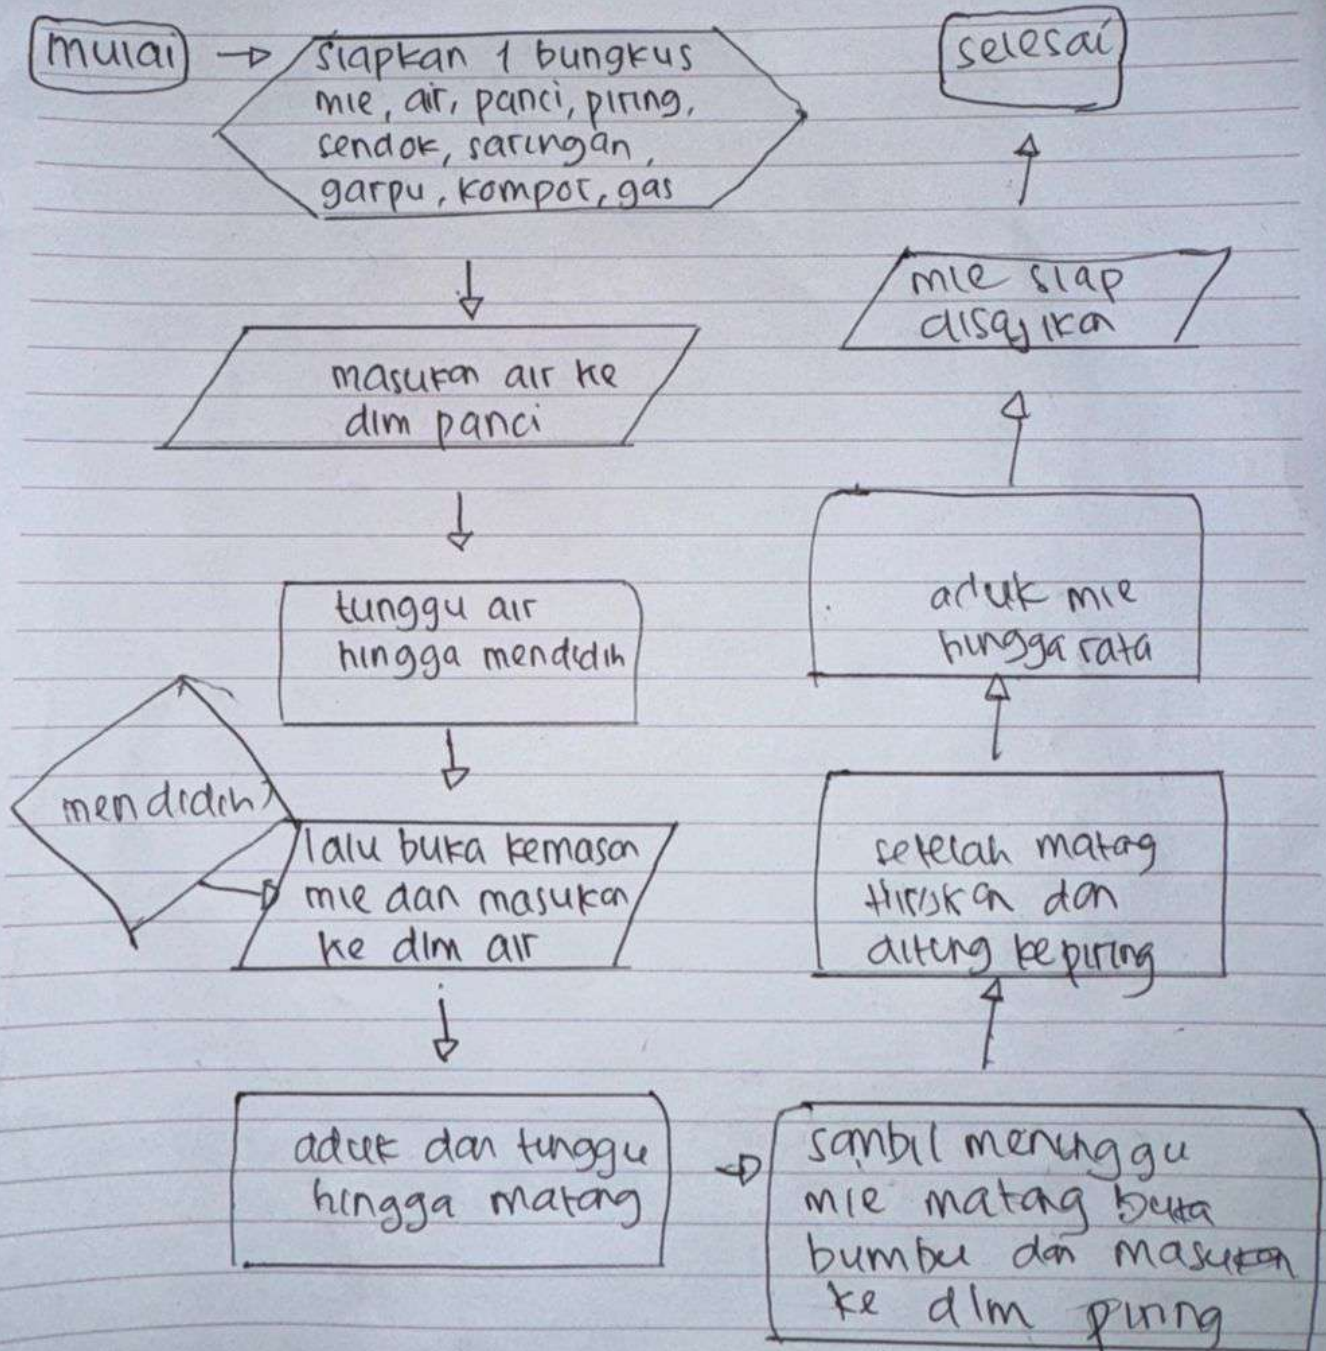 mulai
siapkan 1 bungkus
mie, air, panci, piring,
sendok, saringan,
garpu, kompor, gas
masukan air ke
dlm panci
tunggu air
hingga mendidih
mendidih?
lalu buka kemasan
mie dan masukan
ke dlm air
aduk dan tunggu
hingga matang
sambil menunggu
mie matang buka
bumbu dan masukan
ke dlm piring
setelah matang
tiriskan dan
ke piring
aduk mie
hingga rata
mie siap
disajikan
selesai